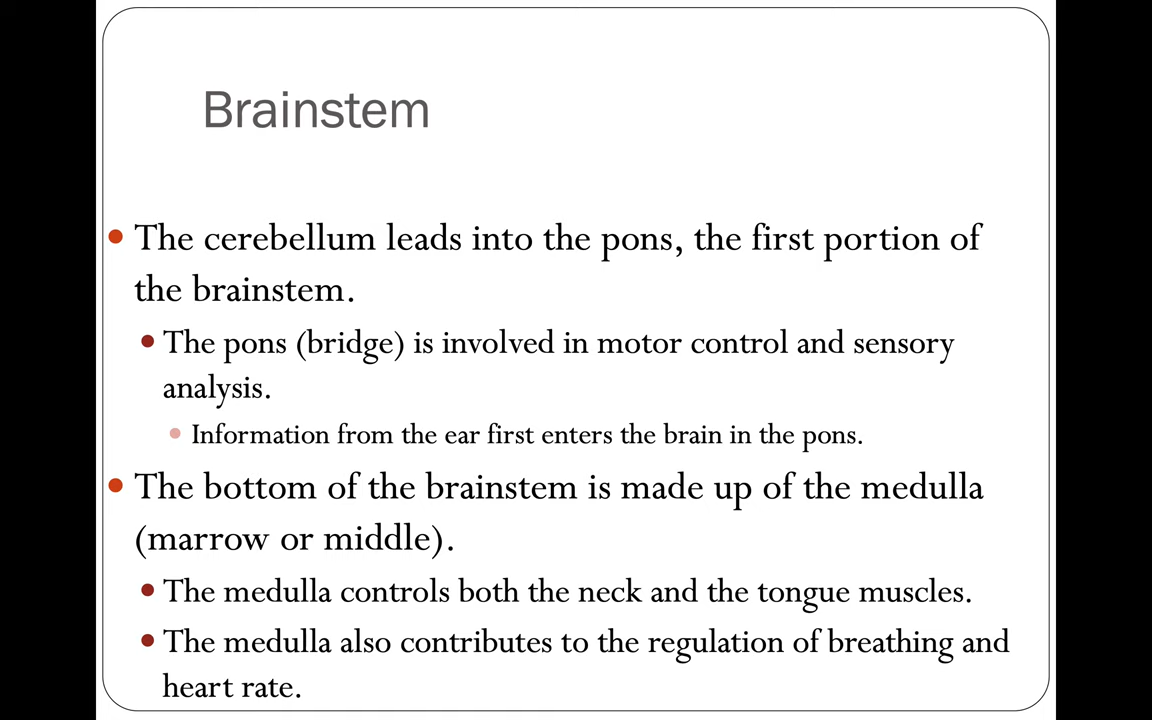 Brainstem
• The cerebellum leads into the pons, the first portion of
the brainstem.
• The pons (bridge) is involved in motor control and sensory
analysis.
• Information from the ear first enters the brain in the pons.
• The bottom of the brainstem is made up of the medulla
(marrow or middle).
• The medulla controls both the neck and the tongue muscles.
• The medulla also contributes to the regulation of breathing and
heart rate.